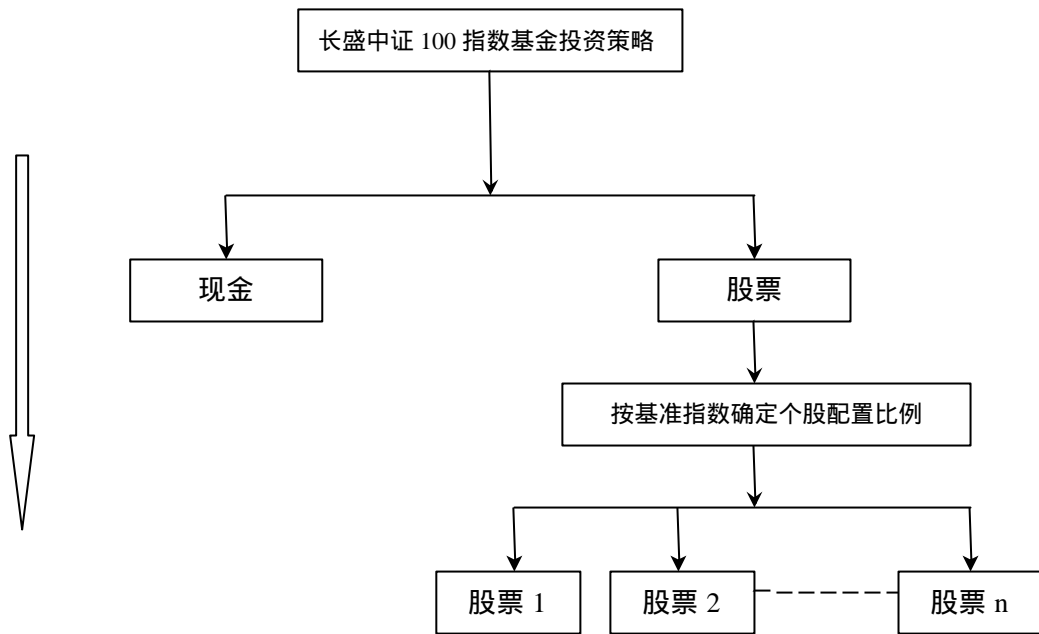 长盛中证 100 指数基金投资策略
现金
股票
按基准指数确定个股配置比例
股票 1
股票 2
股票 n